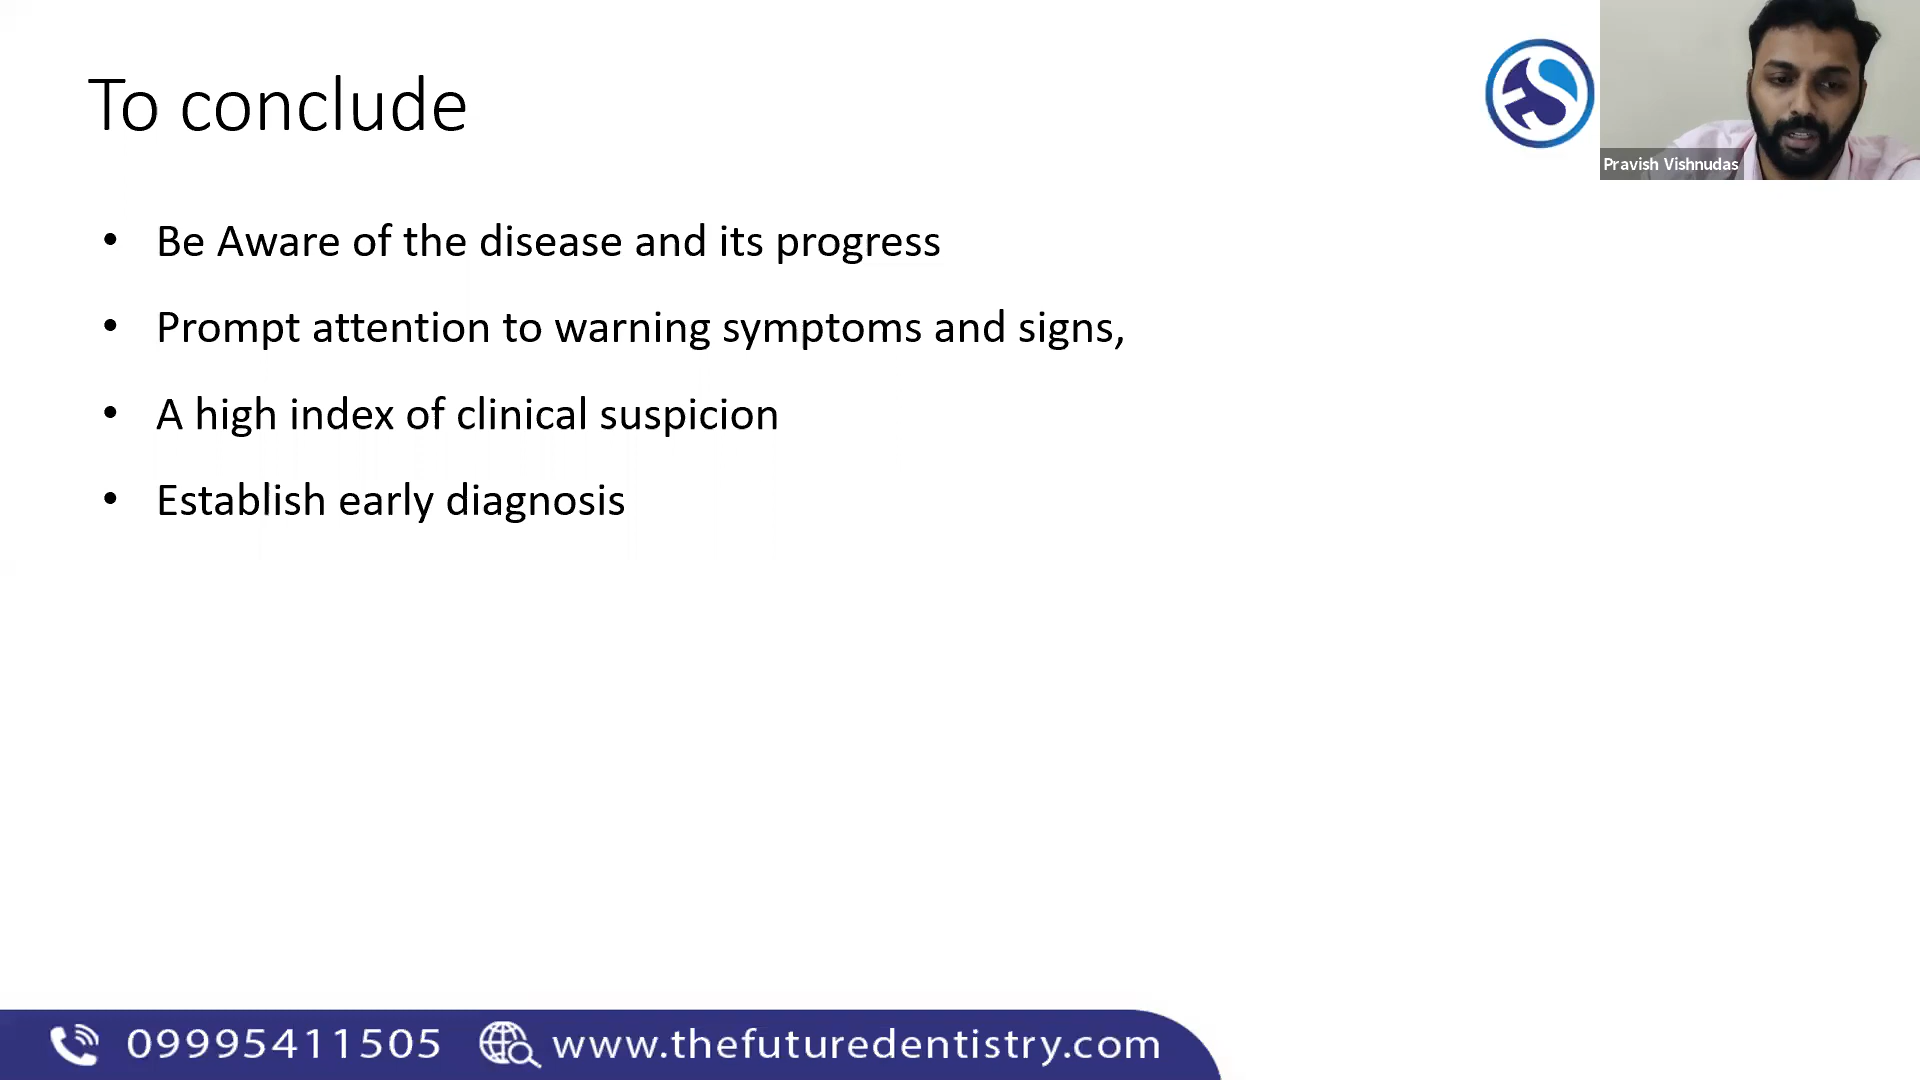 To conclude
Pravish Vishnudas
• Be Aware of the disease and its progress
• Prompt attention to warning symptoms and signs,
• A high index of clinical suspicion
• Establish early diagnosis
09995411505 www.thefuturedentistry.com